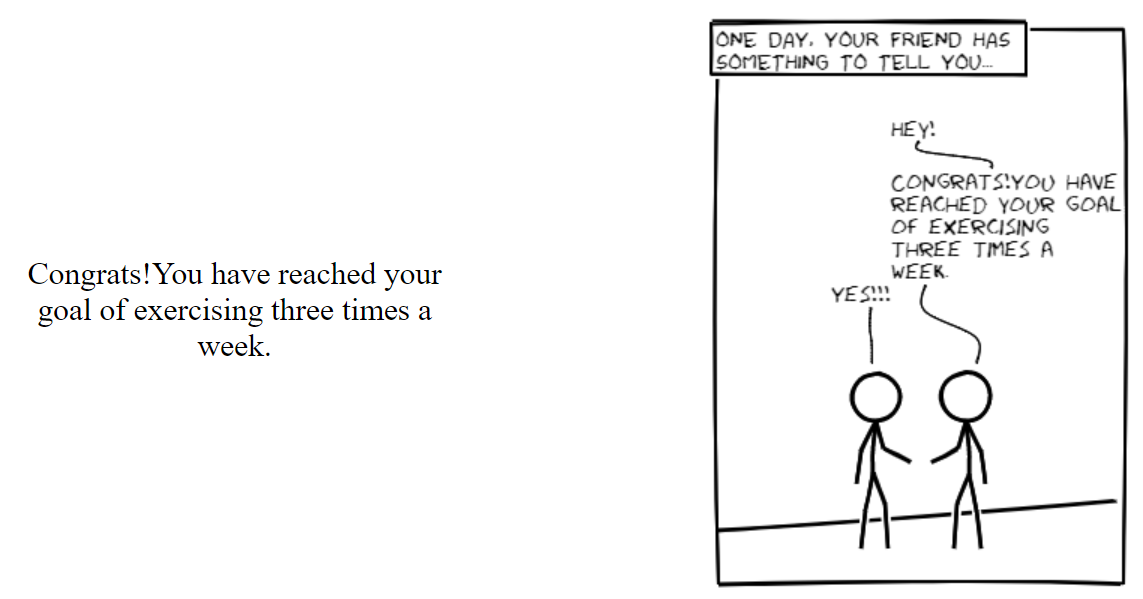 Congrats!You have reached your
goal of exercising three times a
week.
ONE DAY, YOUR FRIEND HAS
SOMETHING TO TELL YOU...
HEY!
CONGRATS!YOU HAVE
REACHED YOUR GOAL
OF EXERCISING
THREE TIMES A
WEEK.
YES!!!